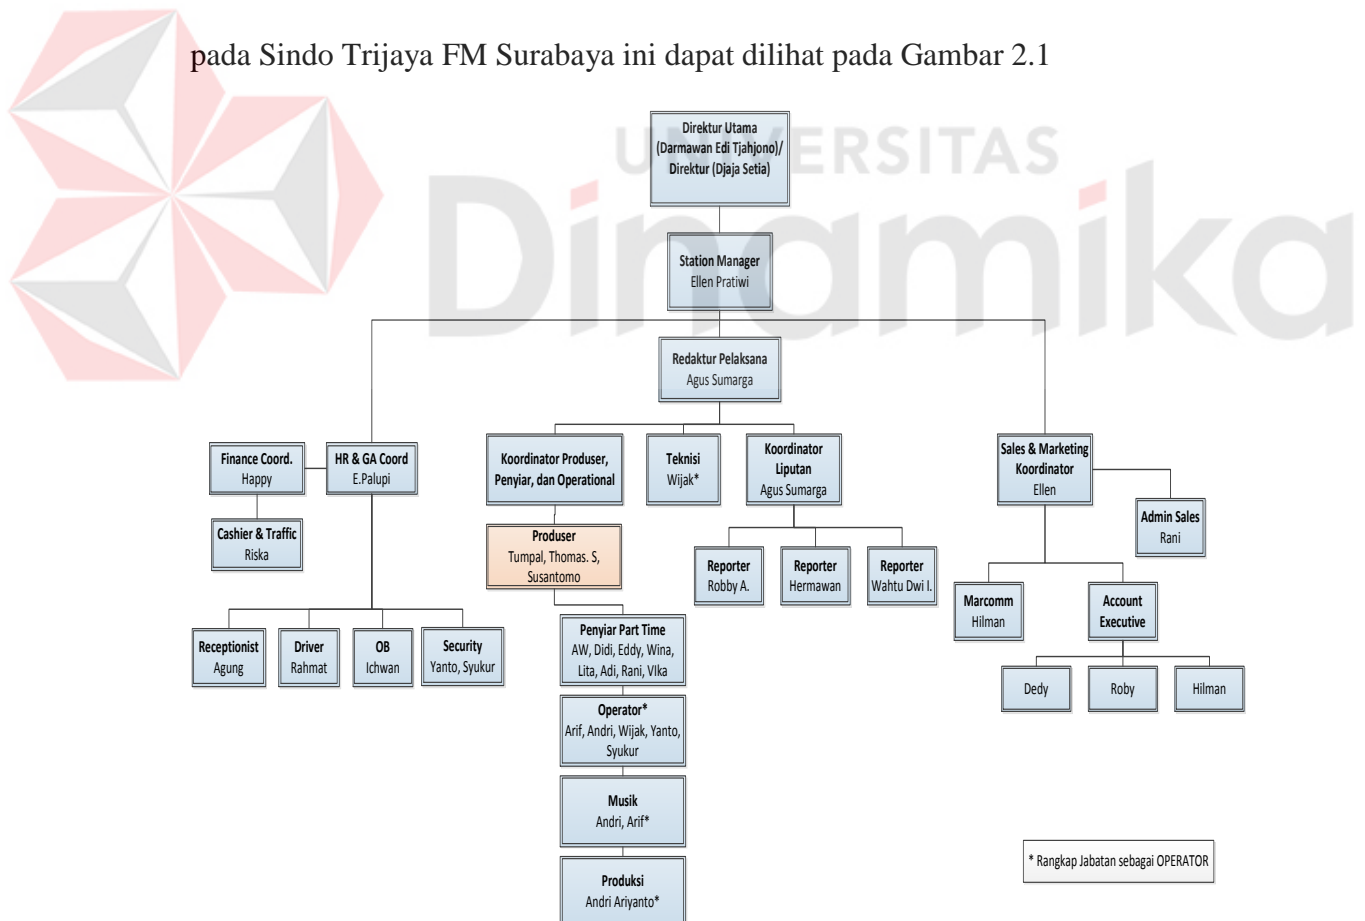 pada Sindo Trijaya FM Surabaya ini dapat dilihat pada Gambar 2.1
UNIVERSITAS
Dinamika
Direktur Utama
(Darmawan Edi Tjahjono)/
Direktur (Djaja Setia)
Station Manager
Ellen Pratiwi
Redaktur Pelaksana
Agus Sumarga
Finance Coord.
Happy
HR & GA Coord
E.Palupi
Koordinator Produser,
Penyiar, dan Operational
Teknisi
Wijak*
Koordinator
Liputan
Agus Sumarga
Sales & Marketing
Koordinator
Ellen
Admin Sales
Rani
Cashier & Traffic
Riska
Produser
Tumpal, Thomas. S,
Susantomo
Reporter
Robby A.
Reporter
Hermawan
Reporter
Wahtu Dwi I.
Marcomm
Hilman
Account
Executive
Receptionist
Agung
Driver
Rahmat
OB
Ichwan
Security
Yanto, Syukur
Penyiar Part Time
AW, Didi, Eddy, Wina,
Lita, Adi, Rani, VIka
Dedy
Roby
Hilman
Operator*
Arif, Andri, Wijak, Yanto,
Syukur
Musik
Andri, Arif*
Produksi
Andri Ariyanto*
* Rangkap Jabatan sebagai OPERATOR